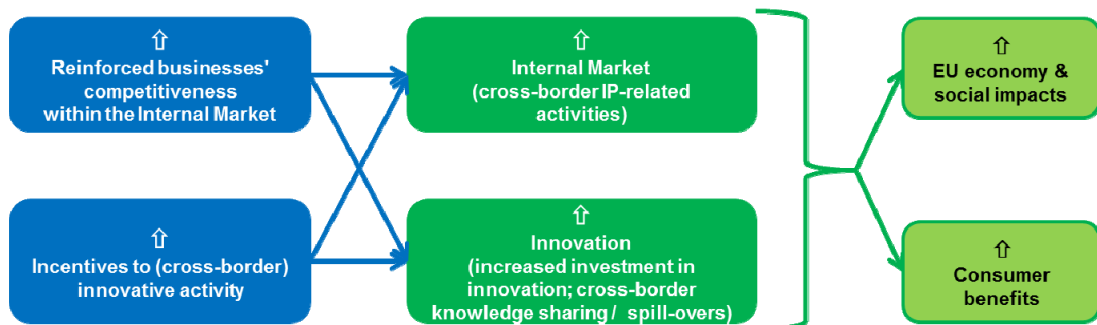 ⇧
Reinforced businesses'
competitiveness
within the Internal Market
⇧
Internal Market
(cross-border IP-related
activities)
⇧
EU economy &
social impacts
⇧
Incentives to (cross-border)
innovative activity
⇧
Innovation
(increased investment in
innovation; cross-border
knowledge sharing / spill-overs)
⇧
Consumer
benefits